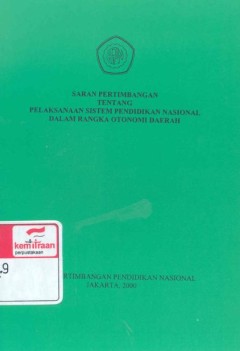 SARAN PERTIMBANGAN
TENTANG
PELAKSANAAN SISTEM PENDIDIKAN NASIONAL
DALAM RANGKA OTONOMI DAERAH
kemitraan
PERTIMBANGAN PENDIDIKAN NASIONAL
JAKARTA, 2000